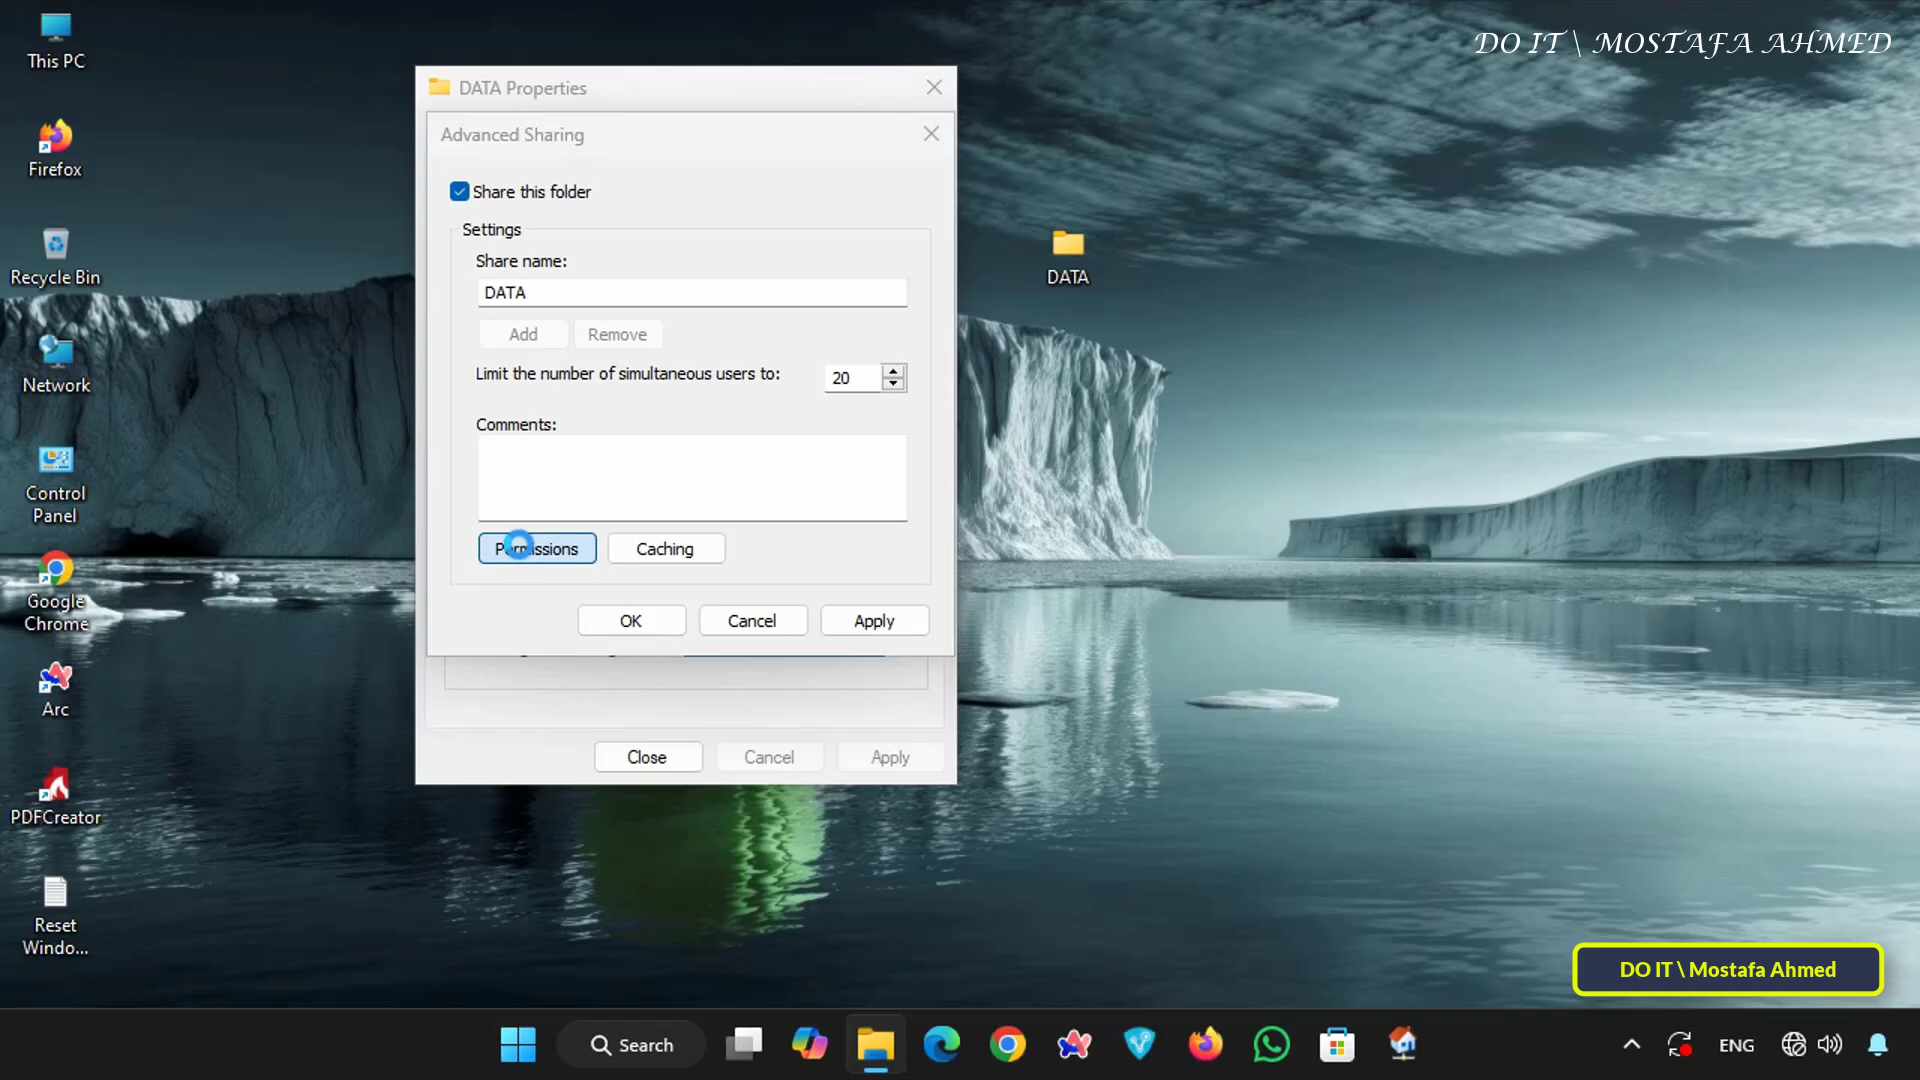 DO IT \ MOSTAFA AHMED
This PC
Firefox
Recycle Bin
Network
Control
Panel
Google
Chrome
Arc
PDFCreator
Reset
Windo...
DATA Properties
Advanced Sharing
Share this folder
Settings
Share name:
DATA
Add
Remove
Limit the number of simultaneous users to:
20
Comments:
Permissions
Caching
OK
Cancel
Apply
Close
Cancel
Apply
DATA
DO IT \ Mostafa Ahmed
Search
ENG